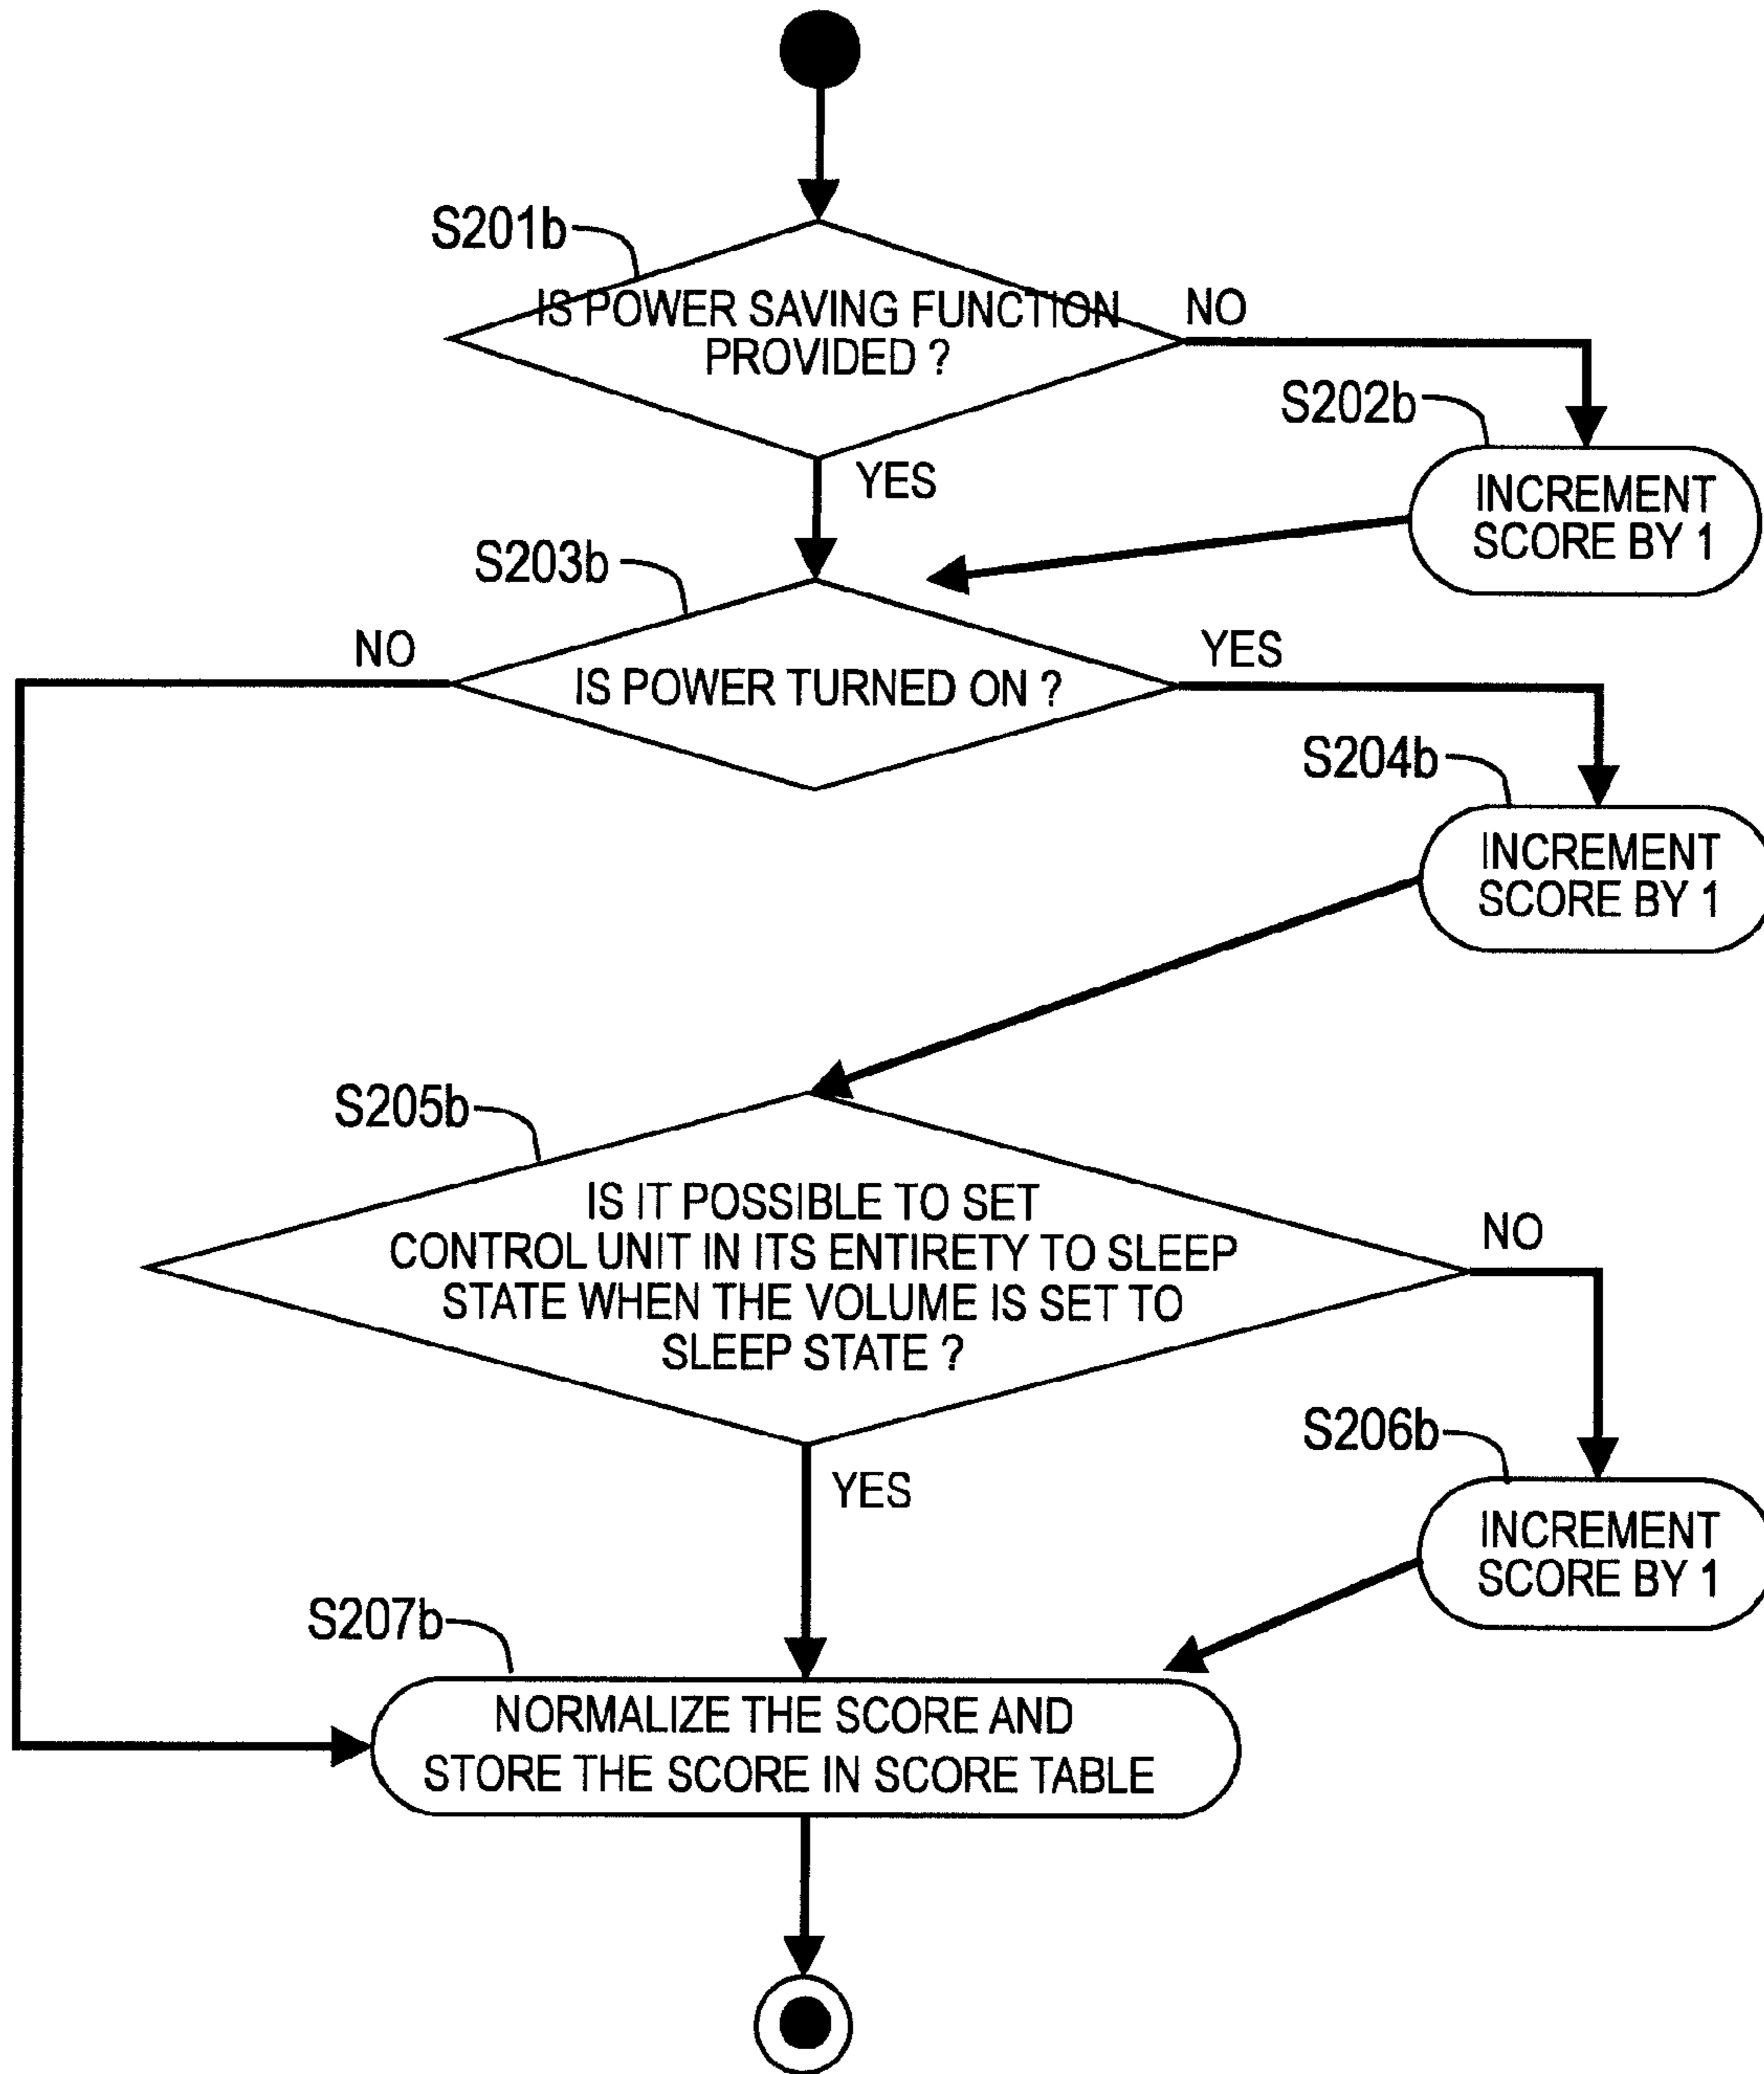 S201b
IS POWER SAVING FUNCTION
PROVIDED ?
NO
S202b
YES
INCREMENT
SCORE BY 1
S203b
NO
YES
IS POWER TURNED ON ?
S204b
INCREMENT
SCORE BY 1
S205b
IS IT POSSIBLE TO SET
CONTROL UNIT IN ITS ENTIRETY TO SLEEP
STATE WHEN THE VOLUME IS SET TO
SLEEP STATE ?
NO
S206b
YES
INCREMENT
SCORE BY 1
S207b
NORMALIZE THE SCORE AND
STORE THE SCORE IN SCORE TABLE